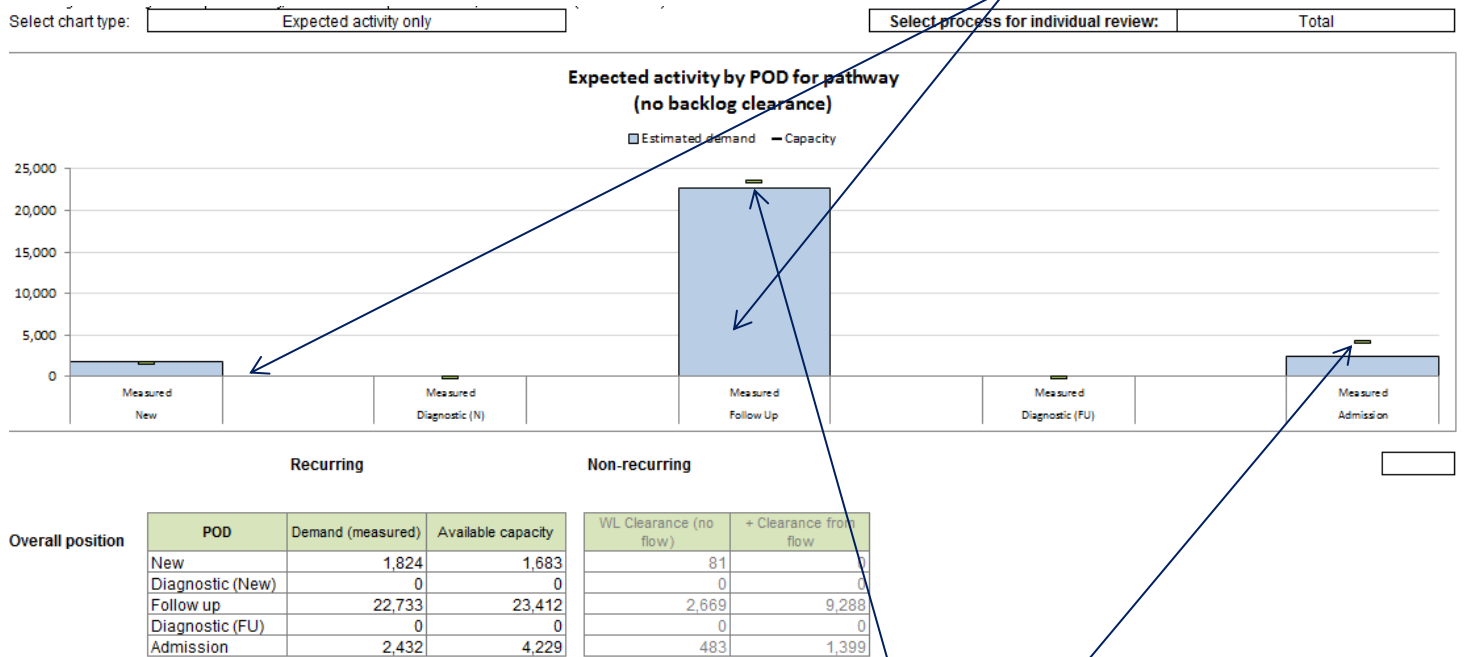 Select chart type: Expected activity only Select process for individual review: Total
Expected activity by POD for pathway
(no backlog clearance)
Estimated demand Capacity
25,000
20,000
15,000
10,000
5,000
0
Measured Measured Measured Measured Measured
New Diagnostic (N) Follow Up Diagnostic (FU) Admission
Recurring Non-recurring
Overall position
POD Demand (measured) Available capacity WL Clearance (no flow) + Clearance from flow
New 1,824 1,683 81 0
Diagnostic (New) 0 0 0 0
Follow up 22,733 23,412 2,669 9,288
Diagnostic (FU) 0 0 0 0
Admission 2,432 4,229 483 1,399